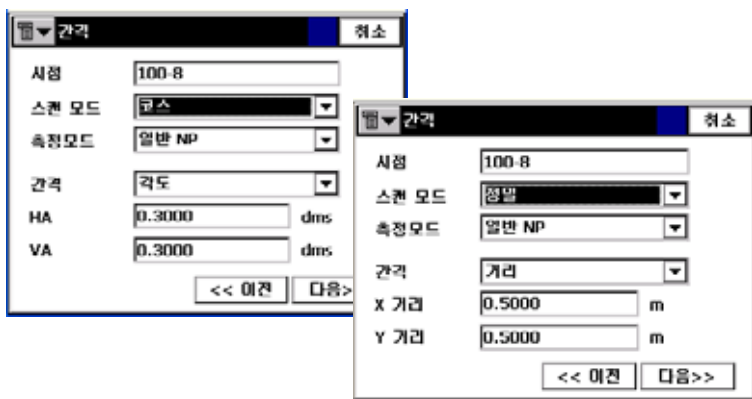 간격 취소
시점 100-8
스캔 모드 코스
측정모드 일반 NP
간격 각도
HA 0.3000 dms
VA 0.3000 dms
<< 이전 다음>
간격 취소
시점 100-8
스캔 모드 정밀
측정모드 일반 NP
간격 거리
X 거리 0.5000 m
Y 거리 0.5000 m
<< 이전 다음>>